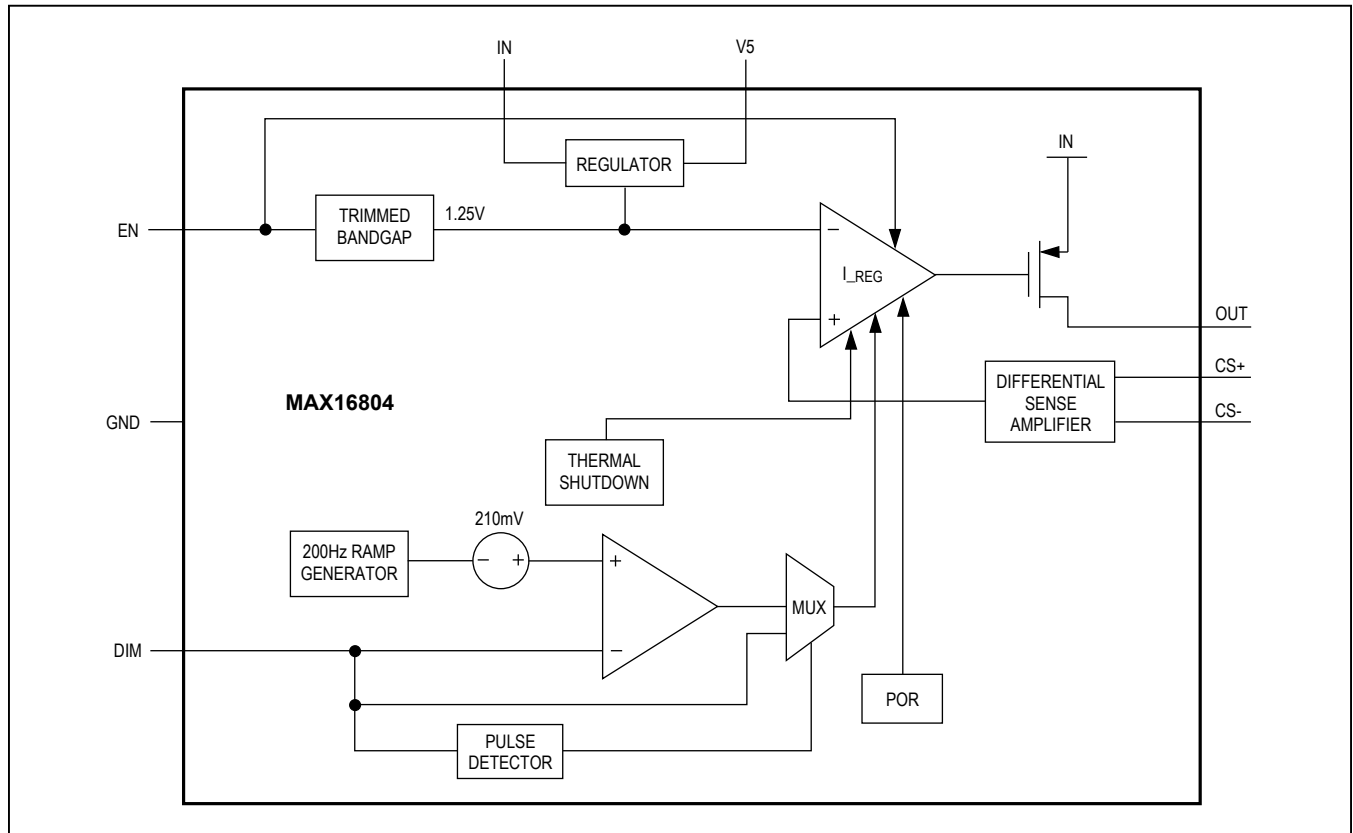 IN
V5
IN
REGULATOR
EN
TRIMMED
BANDGAP
1.25V
−
I_REG
+
OUT
CS+
CS-
DIFFERENTIAL
SENSE
AMPLIFIER
MAX16804
GND
THERMAL
SHUTDOWN
210mV
200Hz RAMP
GENERATOR
− +
+
MUX
DIM
−
POR
PULSE
DETECTOR